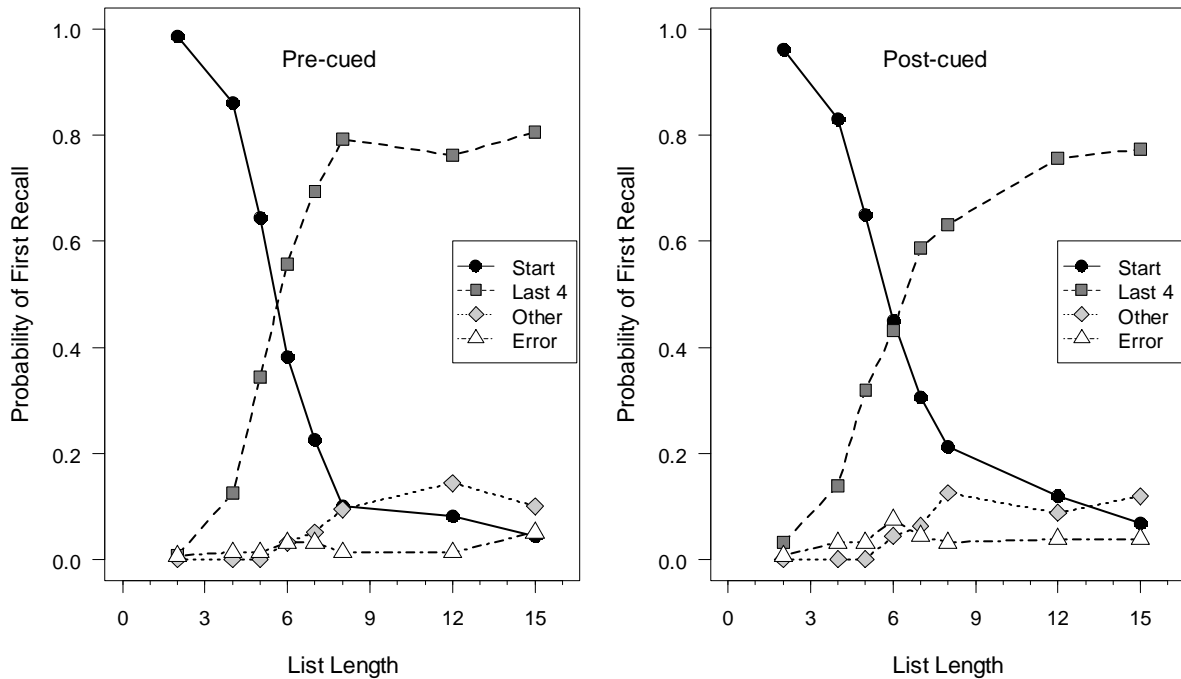 Pre-cued
Probability of First Recall
1.0
0.8
0.6
0.4
0.2
0.0
Start
Last 4
Other
Error
0 3 6 9 12 15
List Length
Post-cued
Probability of First Recall
1.0
0.8
0.6
0.4
0.2
0.0
Start
Last 4
Other
Error
0 3 6 9 12 15
List Length